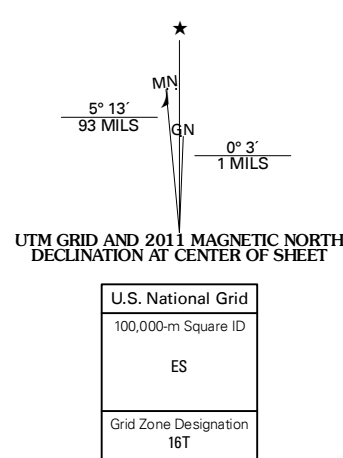 ★
MN
5° 13´
93 MILS
GN
0° 3´
1 MILS
UTM GRID AND 2011 MAGNETIC NORTH
DECLINATION AT CENTER OF SHEET
U.S. National Grid
100,000-m Square ID
ES
Grid Zone Designation
16T